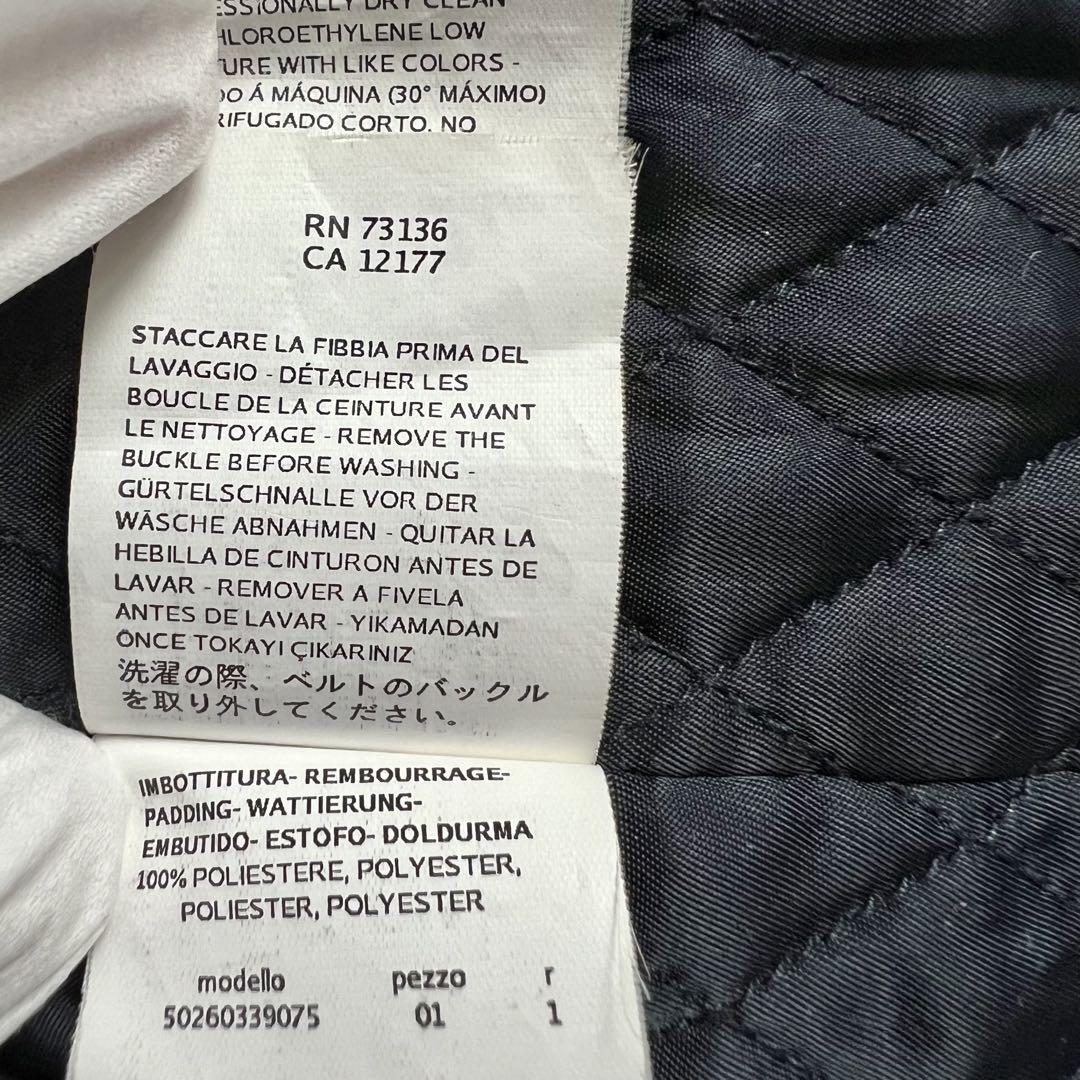 ESSIONALLY DRY CLEAN
HLOROETHYLENE LOW
TURE WITH LIKE COLORS -
DO Á MÁQUINA (30° MÁXIMO)
RIFUGADO CORTO. NO
RN 73136
CA 12177
STACCARE LA FIBBIA PRIMA DEL
LAVAGGIO - DÉTACHER LES
BOUCLE DE LA CEINTURE AVANT
LE NETTOYAGE - REMOVE THE
BUCKLE BEFORE WASHING -
GÜRTELSCHNALLE VOR DER
WÄSCHE ABNAHMEN - QUITAR LA
HEBILLA DE CINTURON ANTES DE
LAVAR - REMOVER A FIVELA
ANTES DE LAVAR - YIKAMADAN
ÖNCE TOKAYI ÇIKARINIZ
洗濯の際、ベルトのバックル
を取り外してください。
IMBOTTITURA- REMBOURRAGE-
PADDING- WATTIERUNG-
EMBUTIDO- ESTOFO- DOLDURMA
100% POLIESTERE, POLYESTER,
POLIESTER, POLYESTER
modello pezzo r
50260339075 01 1